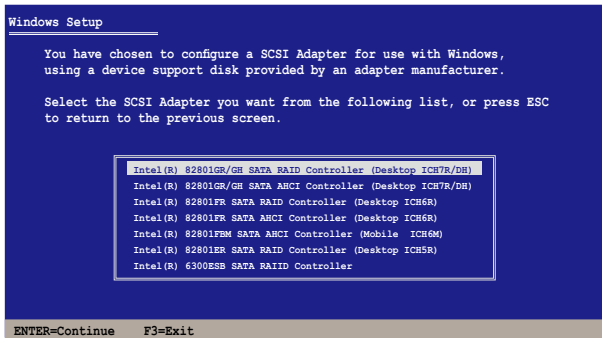 Windows Setup
You have chosen to configure a SCSI Adapter for use with Windows,
using a device support disk provided by an adapter manufacturer.
Select the SCSI Adapter you want from the following list, or press ESC
to return to the previous screen.
Intel(R) 82801GR/GH SATA RAID Controller (Desktop ICH7R/DH)
Intel(R) 82801GR/GH SATA AHCI Controller (Desktop ICH7R/DH)
Intel(R) 82801FR SATA RAID Controller (Desktop ICH6R)
Intel(R) 82801FR SATA AHCI Controller (Desktop ICH6R)
Intel(R) 82801FBM SATA AHCI Controller (Mobile ICH6M)
Intel(R) 82801ER SATA RAID Controller (Desktop ICH5R)
Intel(R) 6300ESB SATA RAIID Controller
ENTER=Continue F3=Exit